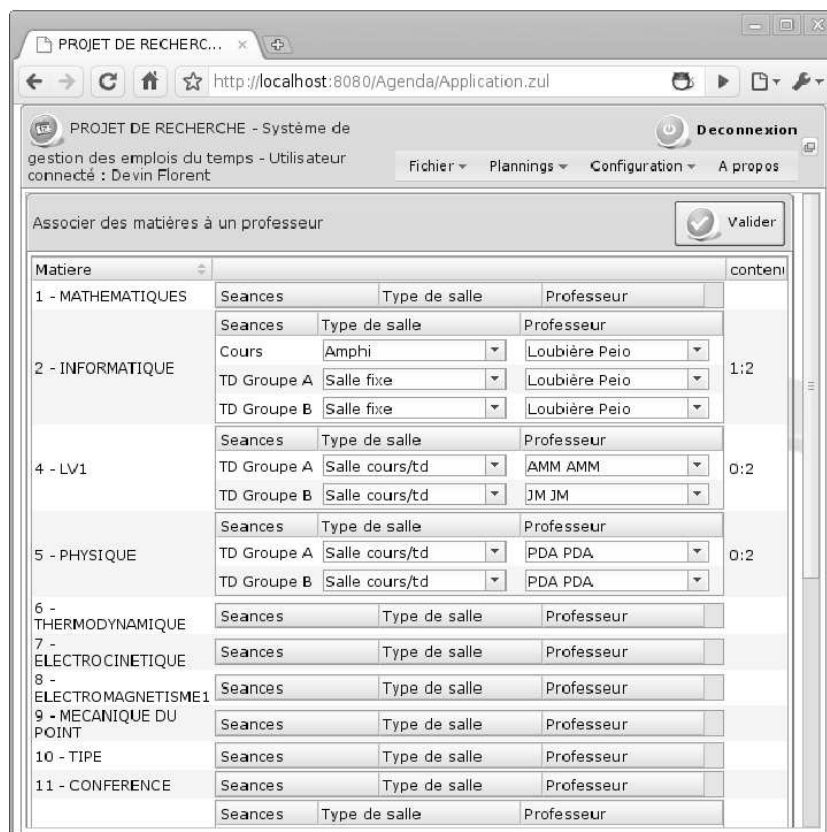 PROJET DE RECHERC...
http://localhost:8080/Agenda/Application.zul
PROJET DE RECHERCHE - Système de
gestion des emplois du temps - Utilisateur
connecté : Devin Florent
Deconnexion
Fichier Plannings Configuration A propos
Associer des matières à un professeur
Valider
Matiere contenu
1 - MATHEMATIQUES Seances Type de salle Professeur
2 - INFORMATIQUE 1:2
Seances Type de salle Professeur
Cours Amphi Loubière Peio
TD Groupe A Salle fixe Loubière Peio
TD Groupe B Salle fixe Loubière Peio
4 - LV1 0:2
Seances Type de salle Professeur
TD Groupe A Salle cours/td AMM AMM
TD Groupe B Salle cours/td JM JM
5 - PHYSIQUE 0:2
Seances Type de salle Professeur
TD Groupe A Salle cours/td PDA PDA
TD Groupe B Salle cours/td PDA PDA
6 -
THERMODYNAMIQUE Seances Type de salle Professeur
7 -
ELECTROCINETIQUE Seances Type de salle Professeur
8 -
ELECTROMAGNETISME1 Seances Type de salle Professeur
9 - MECANIQUE DU
POINT Seances Type de salle Professeur
10 - TIPE Seances Type de salle Professeur
11 - CONFERENCE Seances Type de salle Professeur
Seances Type de salle Professeur